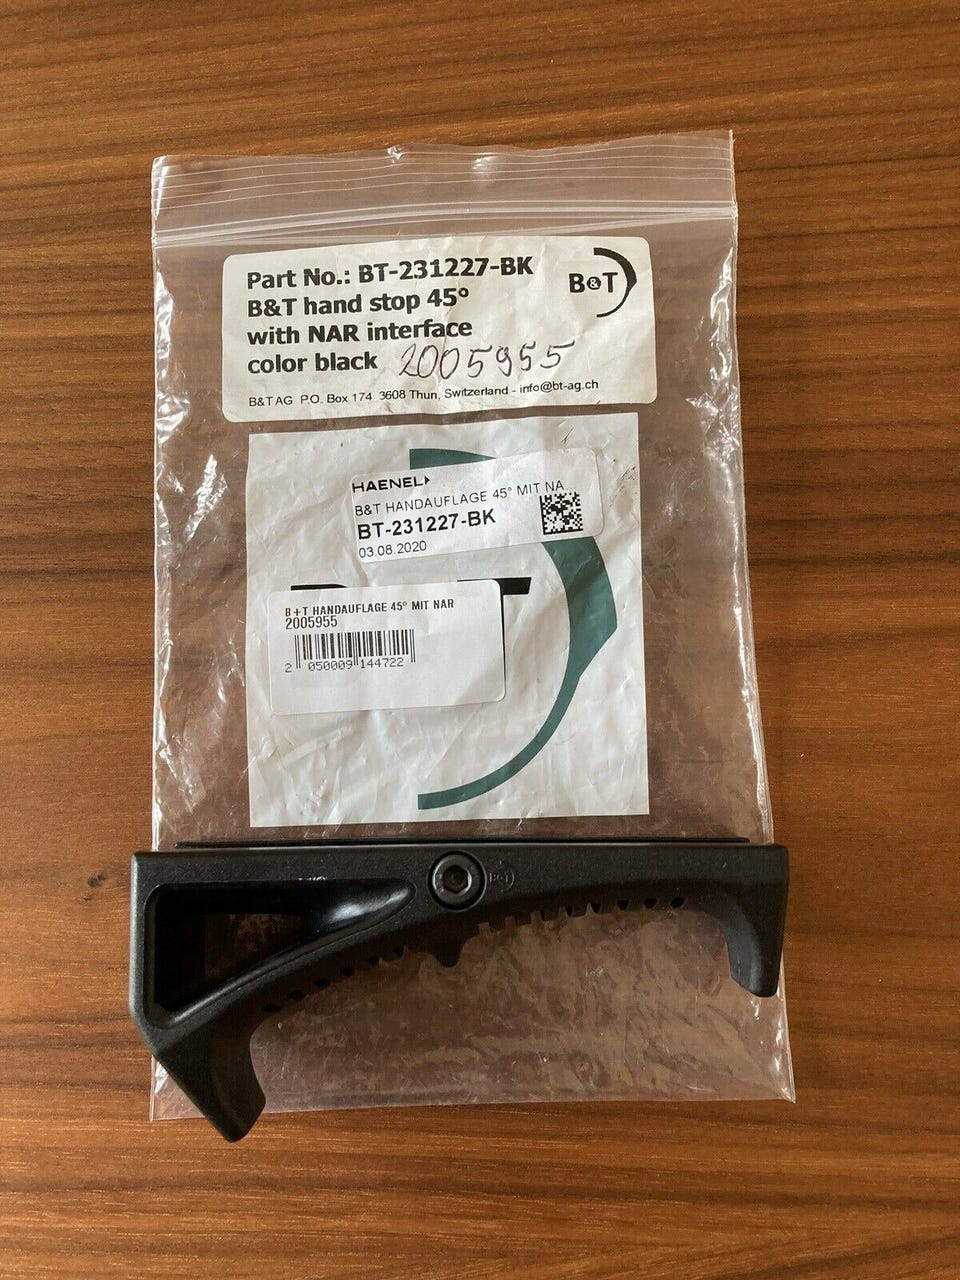 Part No.: BT-231227-BK
B&T
B&T hand stop 45°
with NAR interface
color black 2005955
B&T AG P.O. Box 174 3608 Thun, Switzerland - info@bt-ag.ch
HAENEL
B&T HANDAUFLAGE 45° MIT NA
BT-231227-BK
03.08.2020
B+T HANDAUFLAGE 45° MIT NAR
2005955
2 050009 144722
B&T